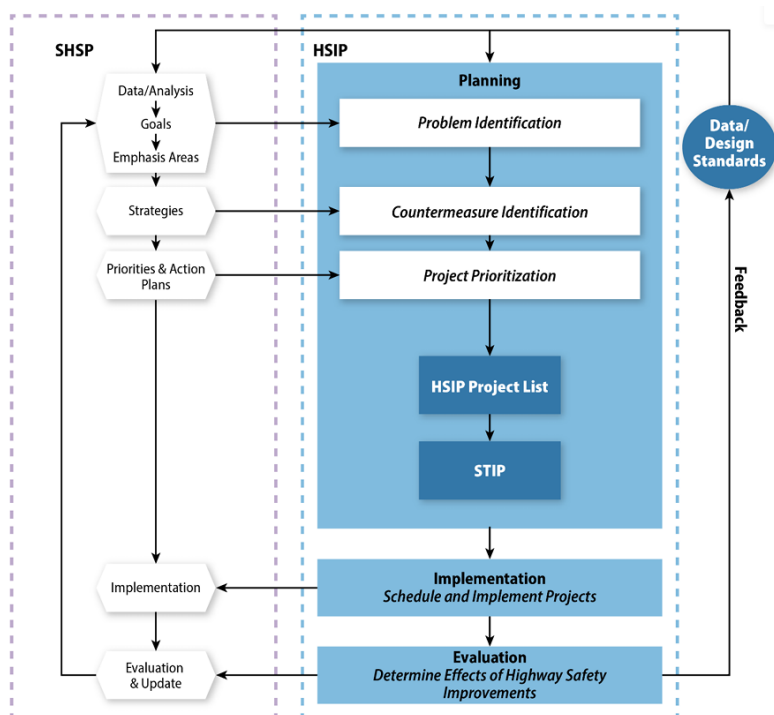 SHSP
Data/Analysis
Goals
Emphasis Areas
Strategies
Priorities & Action
Plans
Implementation
Evaluation
& Update
HSIP
Planning
Problem Identification
Countermeasure Identification
Project Prioritization
HSIP Project List
STIP
Implementation
Schedule and Implement Projects
Evaluation
Determine Effects of Highway Safety
Improvements
Data/
Design
Standards
Feedback